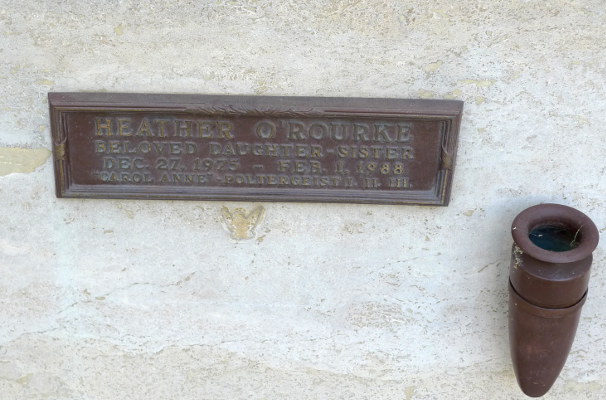 HEATHER O'ROURKE
BELOVED DAUGHTER-SISTER
DEC. 27, 1975 - FEB. 1, 1988
"CAROL ANNE"-POLTERGEIST I. II. III.